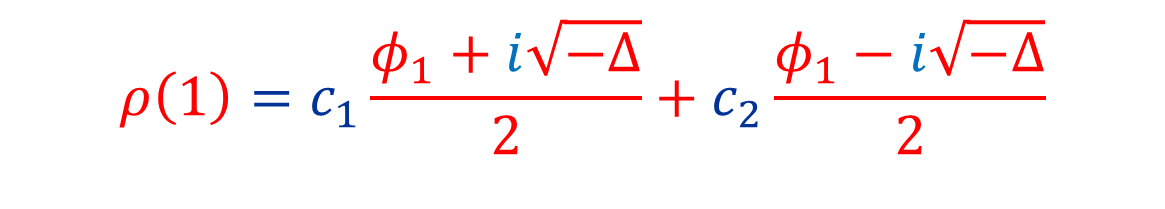 ρ(1) = c₁ (ϕ₁ + i√−Δ)/2 + c₂ (ϕ₁ − i√−Δ)/2